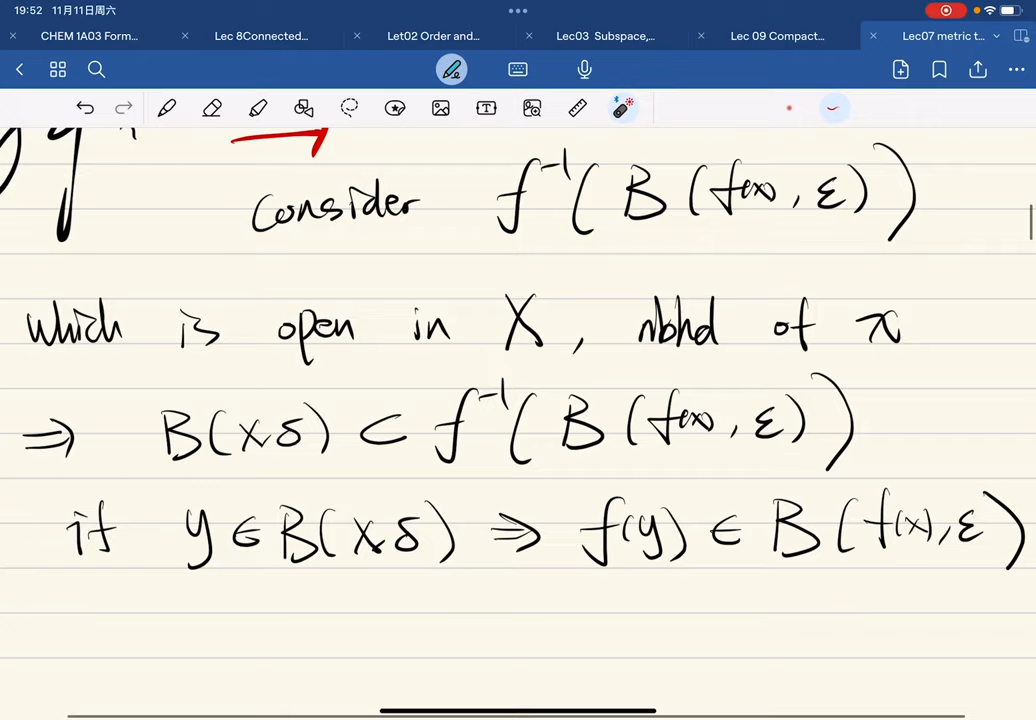 19:52 11月11日周六
CHEM 1A03 Form... Lec 8Connected... Let02 Order and... Lec03 Subspace,... Lec 09 Compact... Lec07 metric t...
consider f⁻¹(B(f(x), ε))
which is open in X, nbhd of x
⇒ B(x,δ) ⊂ f⁻¹(B(f(x), ε))
if y ∈ B(x,δ) ⇒ f(y) ∈ B(f(x), ε)